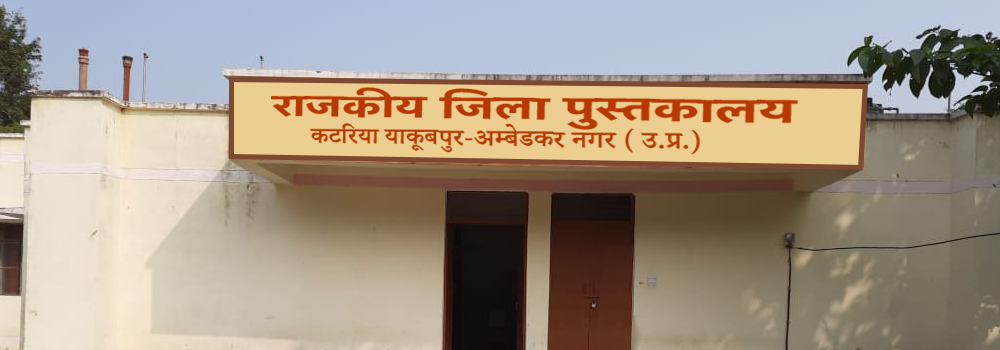 राजकीय जिला पुस्तकालय
कटरिया याकूबपुर-अम्बेडकर नगर ( उ.प्र.)